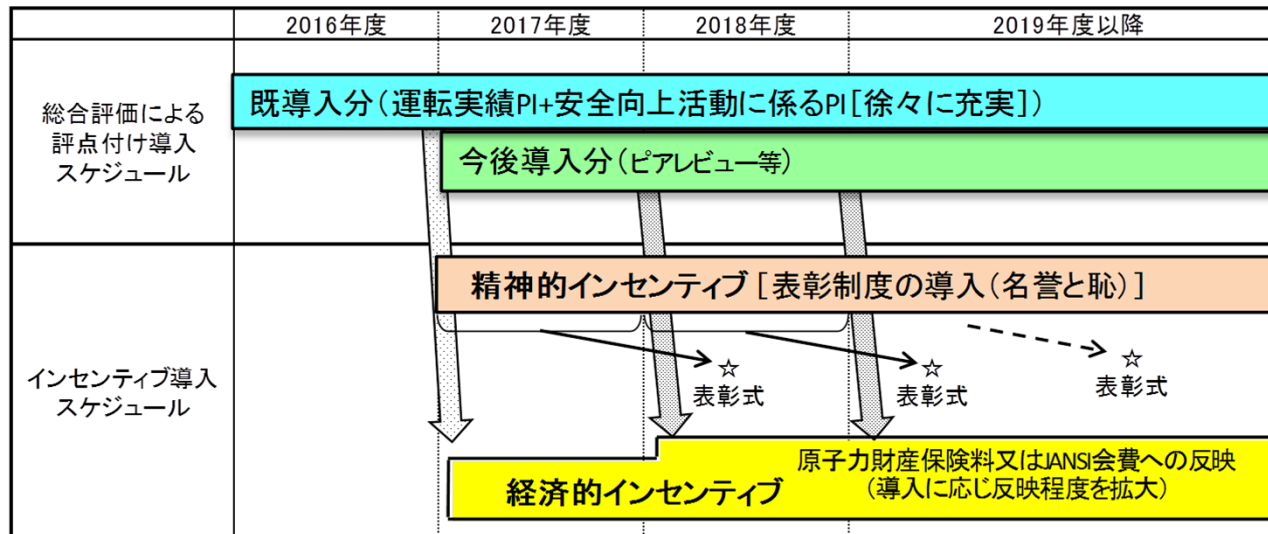 2016年度 2017年度 2018年度 2019年度以降
総合評価による
評点付け導入
スケジュール
既導入分(運転実績PI+安全向上活動に係るPI[徐々に充実])
今後導入分(ピアレビュー等)
インセンティブ導入
スケジュール
精神的インセンティブ[表彰制度の導入(名誉と恥)]
☆ ☆ ☆
表彰式 表彰式 表彰式
経済的インセンティブ
原子力財産保険料又はJANSI会費への反映
(導入に応じ反映程度を拡大)